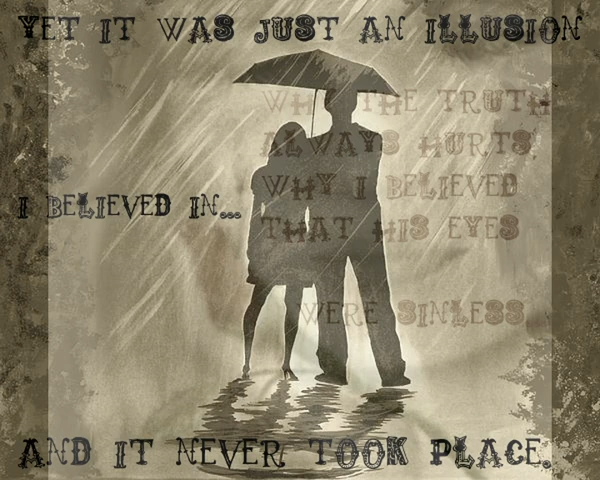 YET IT WAS JUST AN ILLUSION
WHY THE TRUTH
ALWAYS HURTS,
WHY I BELIEVED
I BELIEVED IN...
THAT HIS EYES
WERE SINLESS.
AND IT NEVER TOOK PLACE.